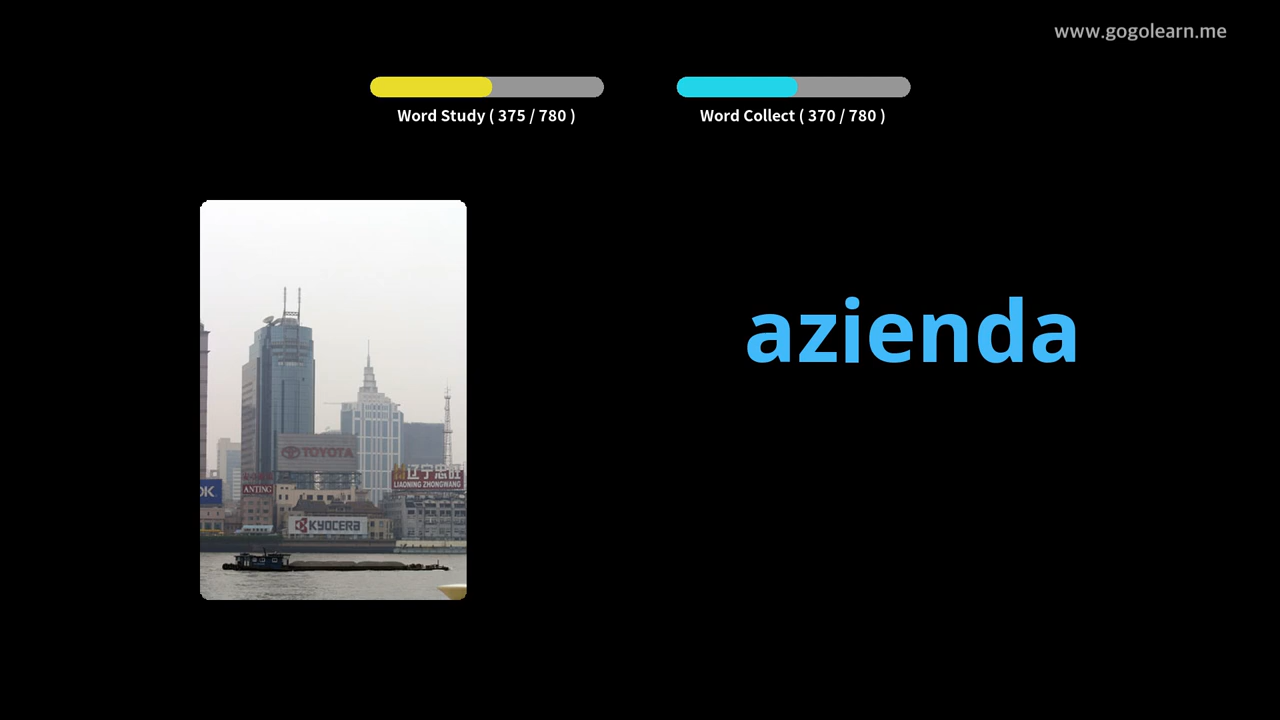 www.gogolearn.me
Word Study ( 375 / 780 )
Word Collect ( 370 / 780 )
azienda
TOYOTA
辽宁忠旺
LIAONING ZHONGWANG
OK
ANTING
KYOCERA